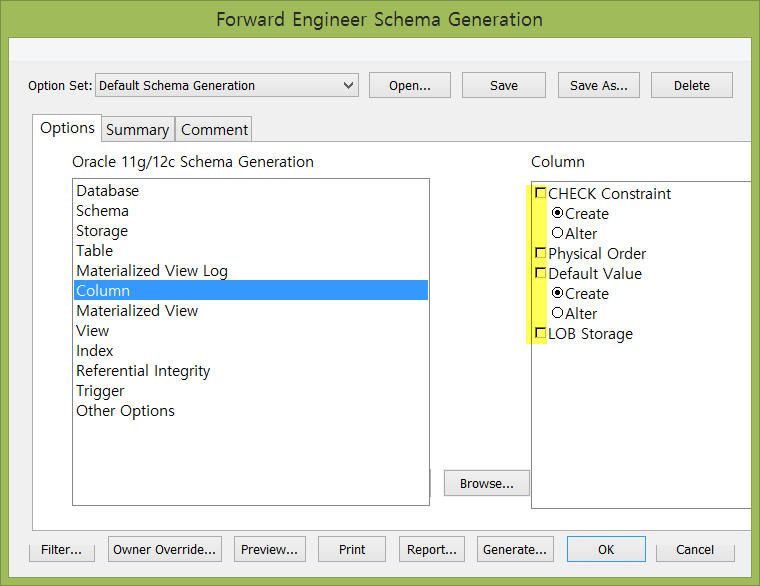 Forward Engineer Schema Generation
Option Set: Default Schema Generation Open... Save Save As... Delete
Options Summary Comment
Oracle 11g/12c Schema Generation
Database
Schema
Storage
Table
Materialized View Log
Column
Materialized View
View
Index
Referential Integrity
Trigger
Other Options
Column
CHECK Constraint
Create
Alter
Physical Order
Default Value
Create
Alter
LOB Storage
Browse...
Filter... Owner Override... Preview... Print Report... Generate... OK Cancel